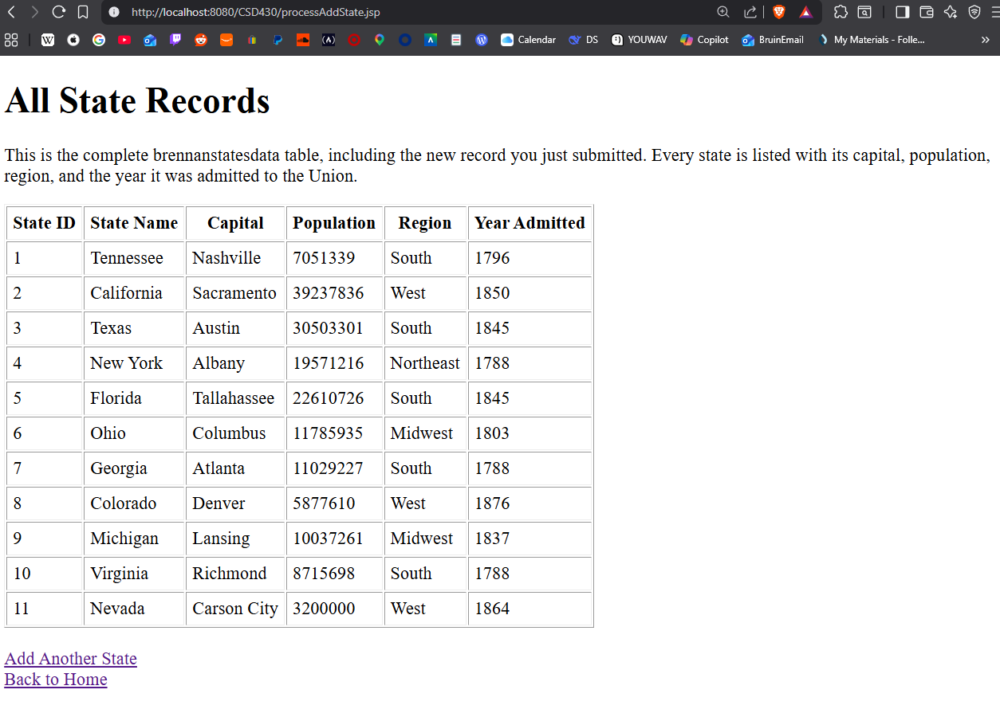 http://localhost:8080/CSD430/processAddState.jsp
W G A Calendar DS YOUWAV Copilot BruinEmail My Materials - Folle... »
All State Records
This is the complete brennanstatesdata table, including the new record you just submitted. Every state is listed with its capital, population,
region, and the year it was admitted to the Union.
State ID State Name Capital Population Region Year Admitted
1 Tennessee Nashville 7051339 South 1796
2 California Sacramento 39237836 West 1850
3 Texas Austin 30503301 South 1845
4 New York Albany 19571216 Northeast 1788
5 Florida Tallahassee 22610726 South 1845
6 Ohio Columbus 11785935 Midwest 1803
7 Georgia Atlanta 11029227 South 1788
8 Colorado Denver 5877610 West 1876
9 Michigan Lansing 10037261 Midwest 1837
10 Virginia Richmond 8715698 South 1788
11 Nevada Carson City 3200000 West 1864
Add Another State
Back to Home